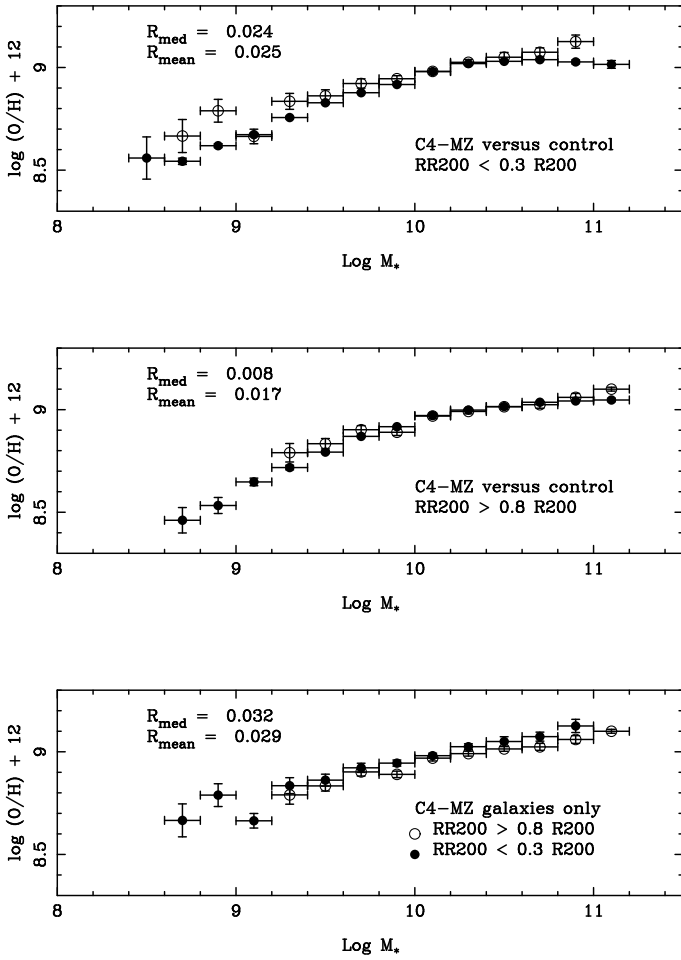 R_med = 0.024
R_mean = 0.025
log (O/H) + 12
9
8.5
C4-MZ versus control
RR200 < 0.3 R200
8 9 10 11
Log M_*
R_med = 0.008
R_mean = 0.017
log (O/H) + 12
9
8.5
C4-MZ versus control
RR200 > 0.8 R200
8 9 10 11
Log M_*
R_med = 0.032
R_mean = 0.029
log (O/H) + 12
9
8.5
C4-MZ galaxies only
RR200 > 0.8 R200
RR200 < 0.3 R200
8 9 10 11
Log M_*